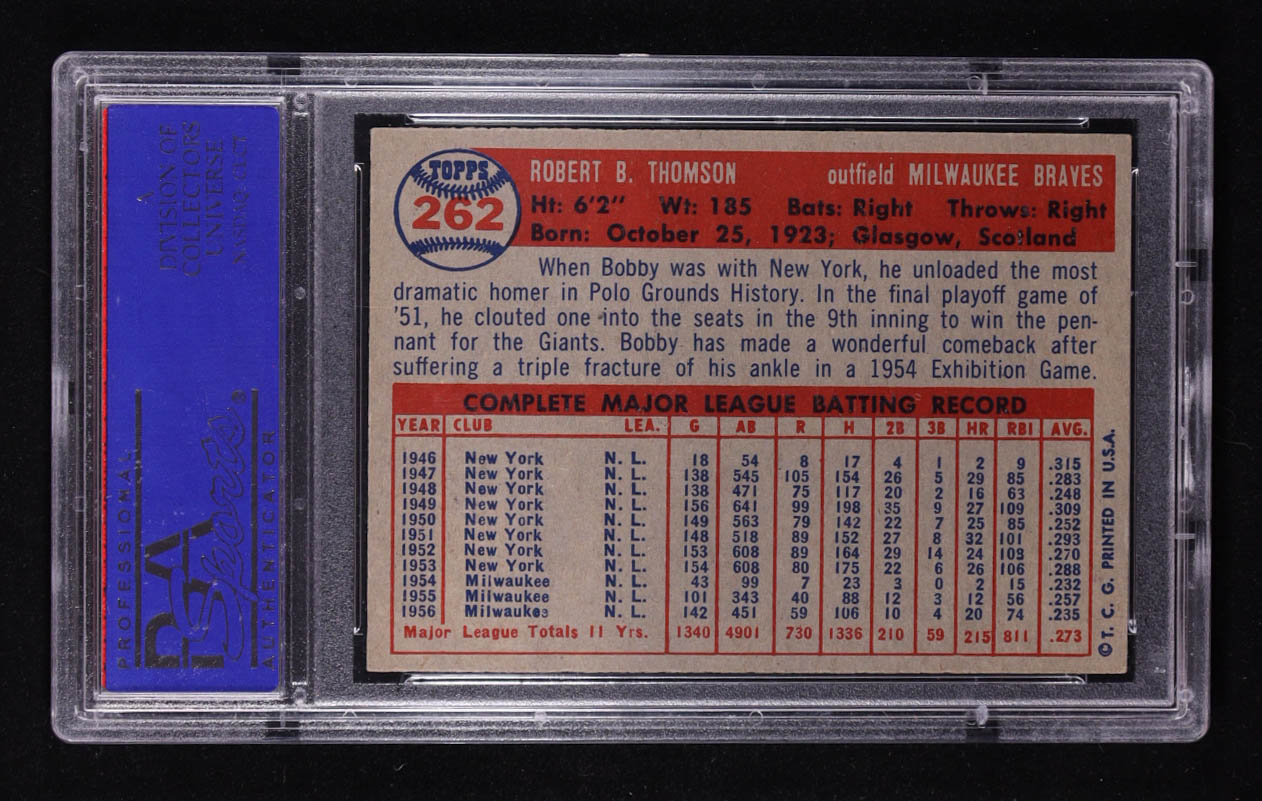 A
DIVISION OF
COLLECTORS
UNIVERSE
NASDAQ: CLCT
PROFESSIONAL
PSA
Sports®
AUTHENTICATOR
TOPPS
262
ROBERT B. THOMSON outfield MILWAUKEE BRAVES
Ht: 6'2" Wt: 185 Bats: Right Throws: Right
Born: October 25, 1923; Glasgow, Scotland
When Bobby was with New York, he unloaded the most
dramatic homer in Polo Grounds History. In the final playoff game of
'51, he clouted one into the seats in the 9th inning to win the pen-
nant for the Giants. Bobby has made a wonderful comeback after
suffering a triple fracture of his ankle in a 1954 Exhibition Game.
COMPLETE MAJOR LEAGUE BATTING RECORD
YEAR CLUB LEA. G AB R H 2B 3B HR RBI AVG.
1946 New York N. L. 18 54 8 17 4 1 2 9 .315
1947 New York N. L. 138 545 105 154 26 5 29 85 .283
1948 New York N. L. 138 471 75 117 20 2 16 63 .248
1949 New York N. L. 156 641 99 198 35 9 27 109 .309
1950 New York N. L. 149 563 79 142 22 7 25 85 .252
1951 New York N. L. 148 518 89 152 27 8 32 101 .293
1952 New York N. L. 153 608 89 164 29 14 24 108 .270
1953 New York N. L. 154 608 80 175 22 6 26 106 .288
1954 Milwaukee N. L. 43 99 7 23 3 0 2 15 .232
1955 Milwaukee N. L. 101 343 40 88 12 3 12 56 .257
1956 Milwaukee N. L. 142 451 59 106 10 4 20 74 .235
Major League Totals 11 Yrs. 1340 4901 730 1336 210 59 215 811 .273
© T. C. G. PRINTED IN U.S.A.